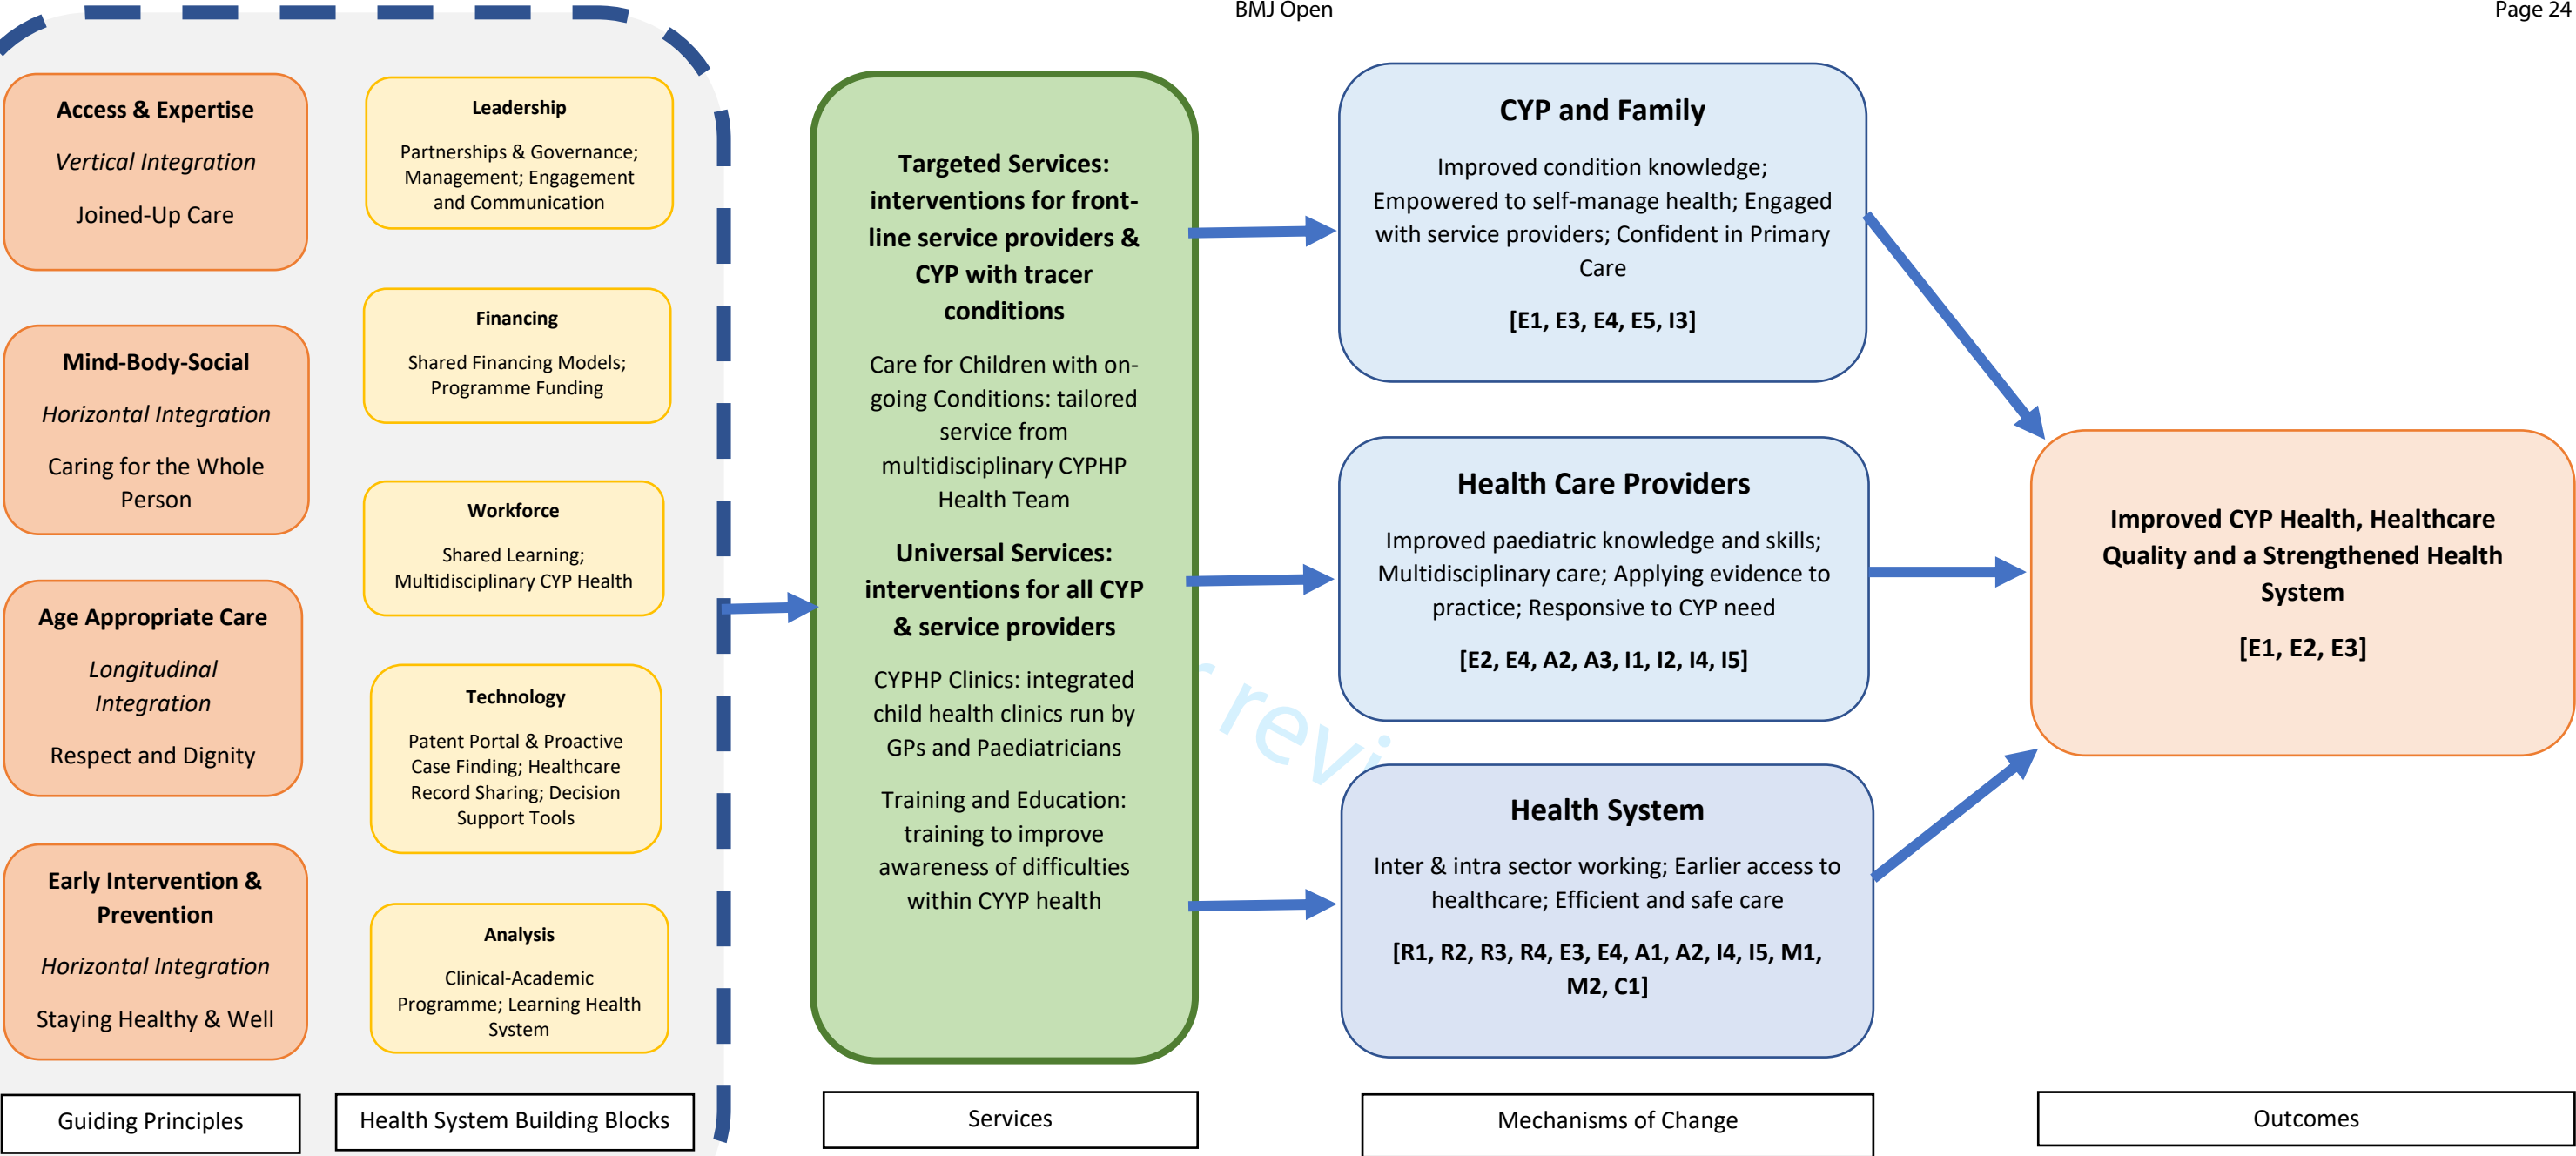 BMJ Open
Page 24
Access & Expertise
Vertical Integration
Joined-Up Care
Mind-Body-Social
Horizontal Integration
Caring for the Whole
Person
Age Appropriate Care
Longitudinal
Integration
Respect and Dignity
Early Intervention &
Prevention
Horizontal Integration
Staying Healthy & Well
Guiding Principles
Leadership
Partnerships & Governance;
Management; Engagement
and Communication
Financing
Shared Financing Models;
Programme Funding
Workforce
Shared Learning;
Multidisciplinary CYP Health
Technology
Patent Portal & Proactive
Case Finding; Healthcare
Record Sharing; Decision
Support Tools
Analysis
Clinical-Academic
Programme; Learning Health
System
Health System Building Blocks
Targeted Services:
interventions for front-
line service providers &
CYP with tracer
conditions
Care for Children with on-
going Conditions: tailored
service from
multidisciplinary CYPHP
Health Team
Universal Services:
interventions for all CYP
& service providers
CYPHP Clinics: integrated
child health clinics run by
GPs and Paediatricians
Training and Education:
training to improve
awareness of difficulties
within CYYP health
Services
CYP and Family
Improved condition knowledge;
Empowered to self-manage health; Engaged
with service providers; Confident in Primary
Care
[E1, E3, E4, E5, I3]
Health Care Providers
Improved paediatric knowledge and skills;
Multidisciplinary care; Applying evidence to
practice; Responsive to CYP need
[E2, E4, A2, A3, I1, I2, I4, I5]
Health System
Inter & intra sector working; Earlier access to
healthcare; Efficient and safe care
[R1, R2, R3, R4, E3, E4, A1, A2, I4, I5, M1,
M2, C1]
Mechanisms of Change
Improved CYP Health, Healthcare
Quality and a Strengthened Health
System
[E1, E2, E3]
Outcomes